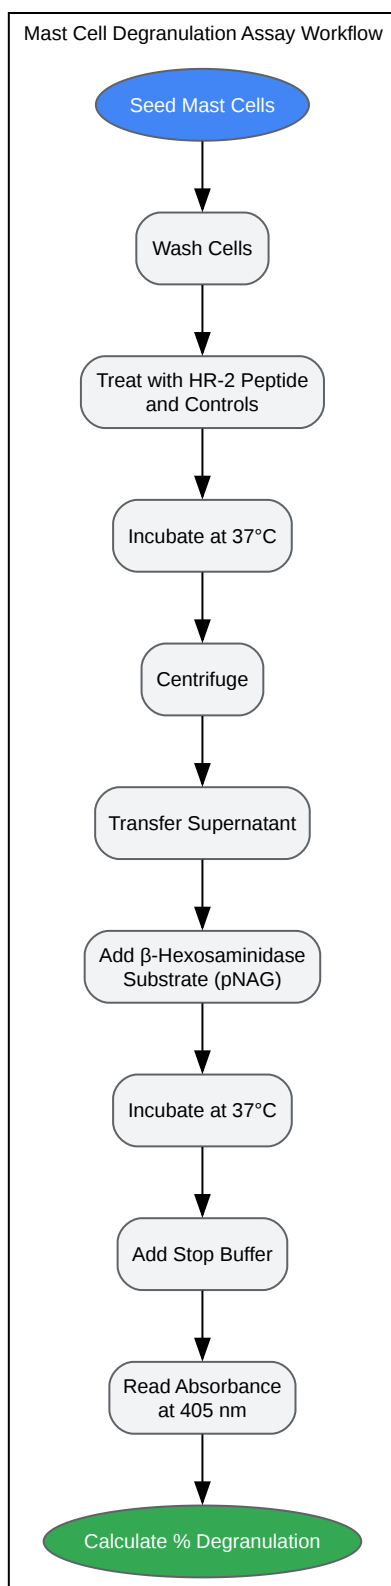 Mast Cell Degranulation Assay Workflow
Seed Mast Cells
Wash Cells
Treat with HR-2 Peptide
and Controls
Incubate at 37°C
Centrifuge
Transfer Supernatant
Add β-Hexosaminidase
Substrate (pNAG)
Incubate at 37°C
Add Stop Buffer
Read Absorbance
at 405 nm
Calculate % Degranulation